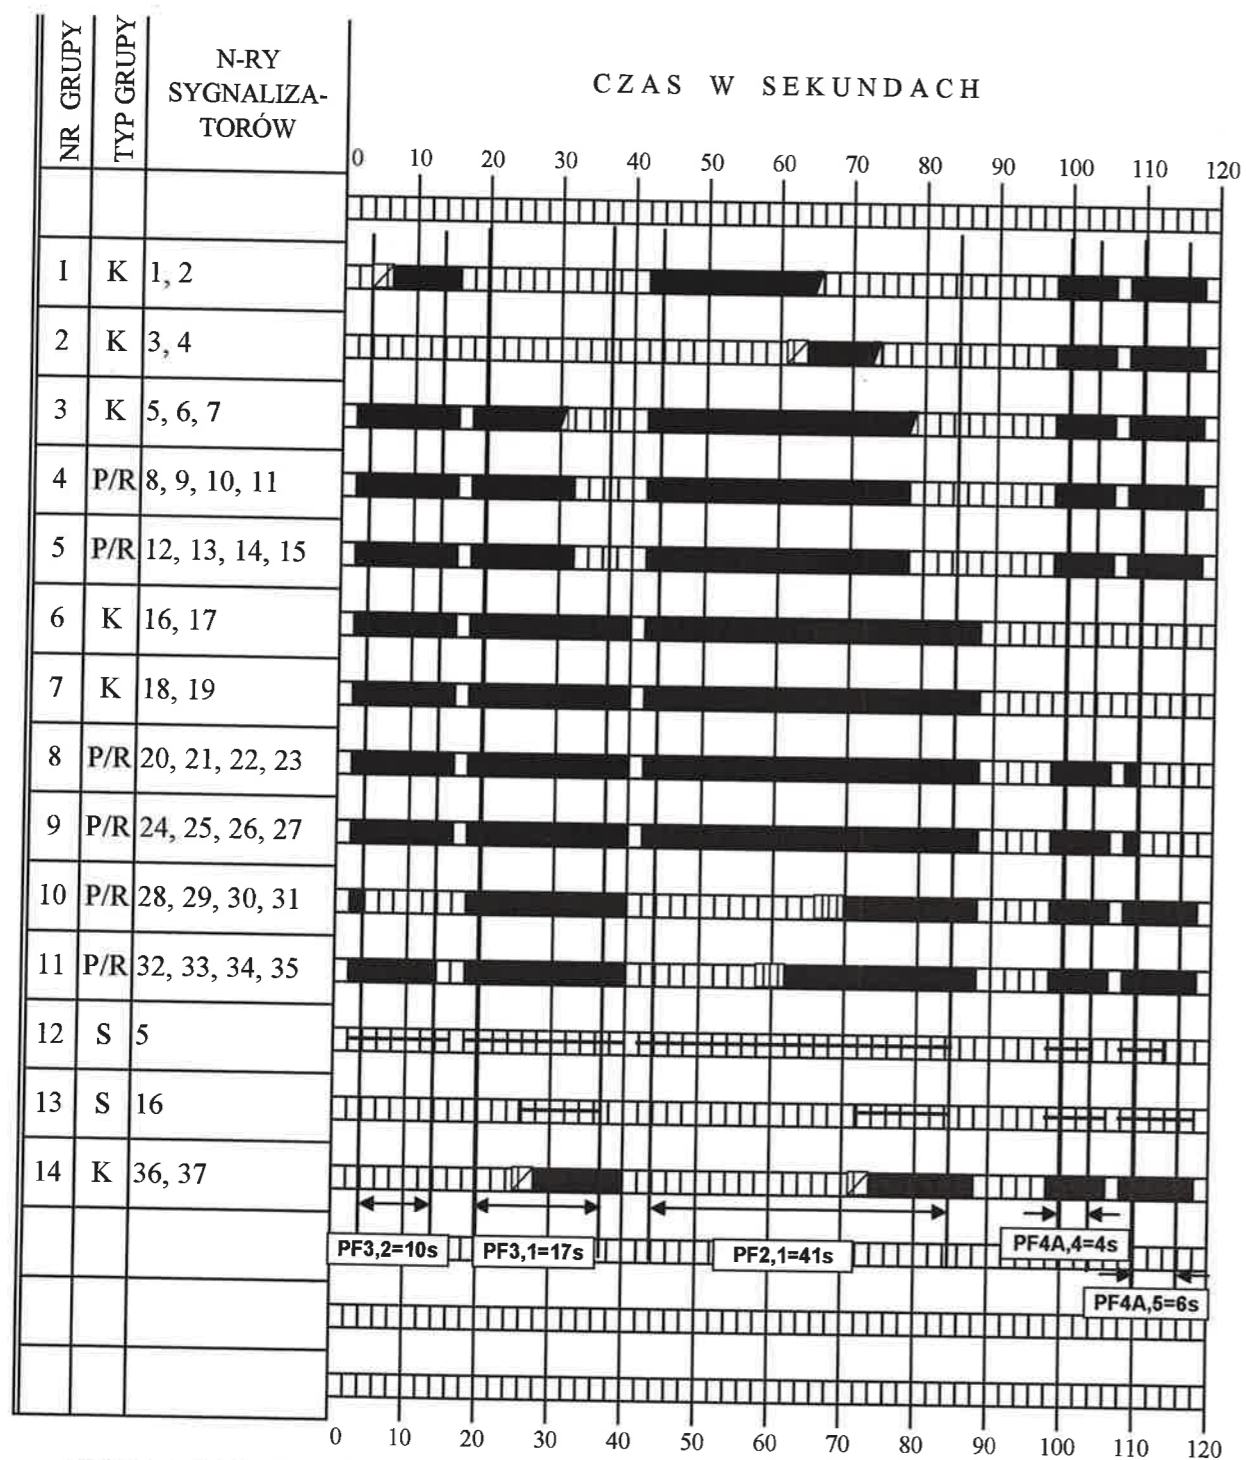 NR GRUPY
TYP GRUPY
N-RY
SYGNALIZA-
TORÓW
CZAS W SEKUNDACH
0 10 20 30 40 50 60 70 80 90 100 110 120
1 K 1, 2
2 K 3, 4
3 K 5, 6, 7
4 P/R 8, 9, 10, 11
5 P/R 12, 13, 14, 15
6 K 16, 17
7 K 18, 19
8 P/R 20, 21, 22, 23
9 P/R 24, 25, 26, 27
10 P/R 28, 29, 30, 31
11 P/R 32, 33, 34, 35
12 S 5
13 S 16
14 K 36, 37
PF3,2=10s PF3,1=17s PF2,1=41s PF4A,4=4s
PF4A,5=6s
0 10 20 30 40 50 60 70 80 90 100 110 120